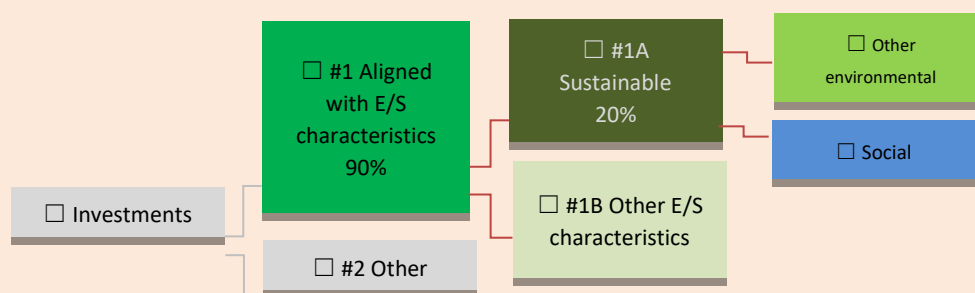 ☐ Investments
☐ #1 Aligned
with E/S
characteristics
90%
☐ #2 Other
☐ #1A
Sustainable
20%
☐ #1B Other E/S
characteristics
☐ Other
environmental
☐ Social